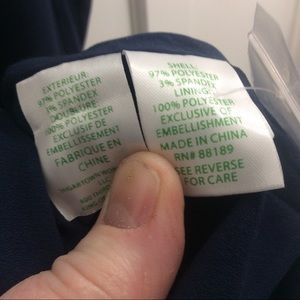 EXTERIEUR:
97% POLYESTER
3% SPANDEX
DOUBLURE
100% POLYESTER
EXCLUSIF DE
EMBELLISSEMENT
FABRIQUE EN
CHINE
SHELL:
97% POLYESTER
3% SPANDEX
LINING:
100% POLYESTER
EXCLUSIVE OF
EMBELLISHMENT
MADE IN CHINA
RN# 88189
SEE REVERSE
FOR CARE